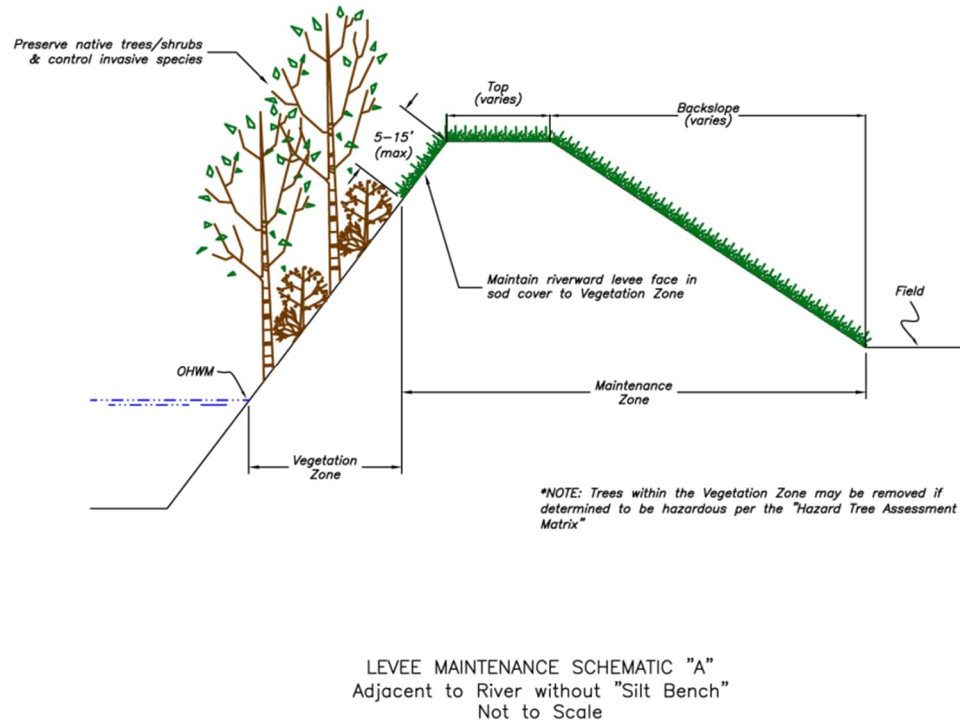 Preserve native trees/shrubs
& control invasive species
Top
(varies)
Backslope
(varies)
5-15'
(max)
Maintain riverward levee face in
sod cover to Vegetation Zone
Field
OHWM
Maintenance
Zone
Vegetation
Zone
*NOTE: Trees within the Vegetation Zone may be removed if
determined to be hazardous per the "Hazard Tree Assessment
Matrix"
LEVEE MAINTENANCE SCHEMATIC "A"
Adjacent to River without "Silt Bench"
Not to Scale